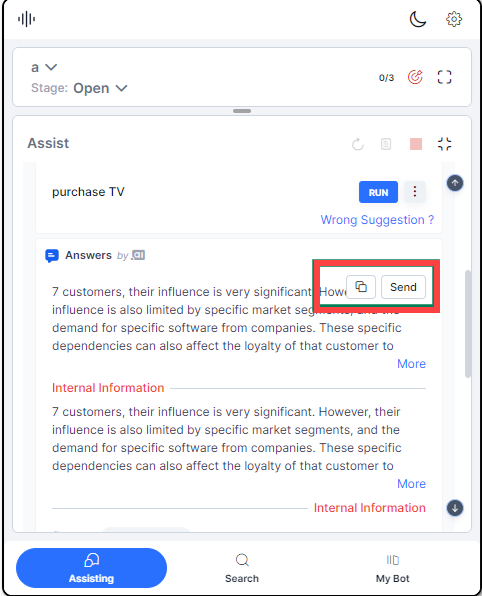 a
Stage: Open
0/3
Assist
purchase TV
RUN
Wrong Suggestion ?
Answers by .ai
Send
7 customers, their influence is very significant. Howe
influence is also limited by specific market segments, and the
demand for specific software from companies. These specific
dependencies can also affect the loyalty of that customer to
More
Internal Information
7 customers, their influence is very significant. However, their
influence is also limited by specific market segments, and the
demand for specific software from companies. These specific
dependencies can also affect the loyalty of that customer to
More
Internal Information
Assisting
Search
My Bot